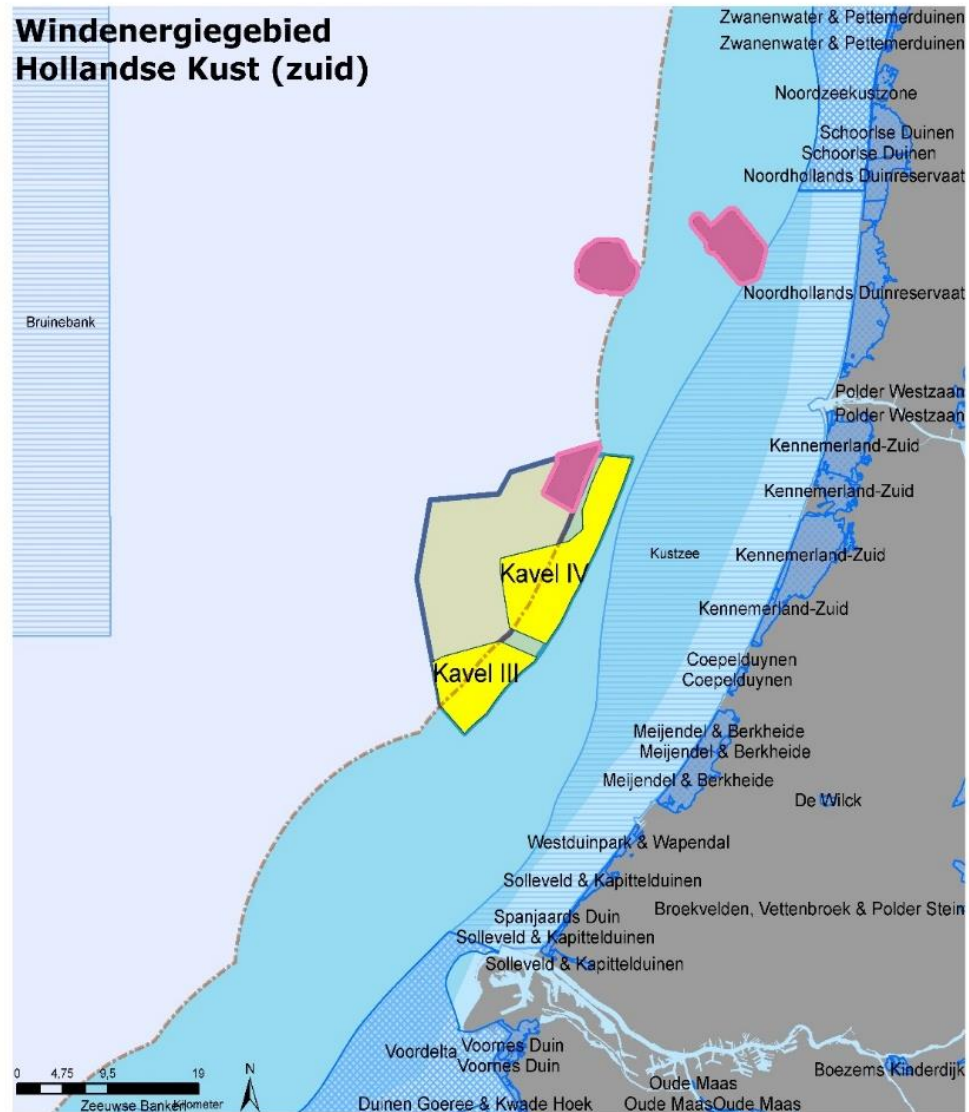 Windenergiegebied
Hollandse Kust (zuid)
Zwanenwater & Pettemerduinen
Zwanenwater & Pettemerduinen
Noordzeekustzone
Schoorlse Duinen
Schoorlse Duinen
Noordhollands Duinreservaat
Noordhollands Duinreservaat
Bruinebank
Polder Westzaan
Polder Westzaan
Kennemerland-Zuid
Kennemerland-Zuid
Kustzee
Kennemerland-Zuid
Kavel IV
Kennemerland-Zuid
Coepelduynen
Kavel III
Coepelduynen
Meijendel & Berkheide
Meijendel & Berkheide
Meijendel & Berkheide
De Wilck
Westduinpark & Wapendal
Solleveld & Kapittelduinen
Broekvelden, Vettenbroek & Polder Stein
Spanjaards Duin
Solleveld & Kapittelduinen
Solleveld & Kapittelduinen
Voordelta
Voornes Duin
Voornes Duin
Boezems Kinderdijk
0 4,75 9,5 19
N
Oude Maas
Zeeuwse Banken
Kilometer
Duinen Goeree & Kwade Hoek
Oude Maas
Oude Maas